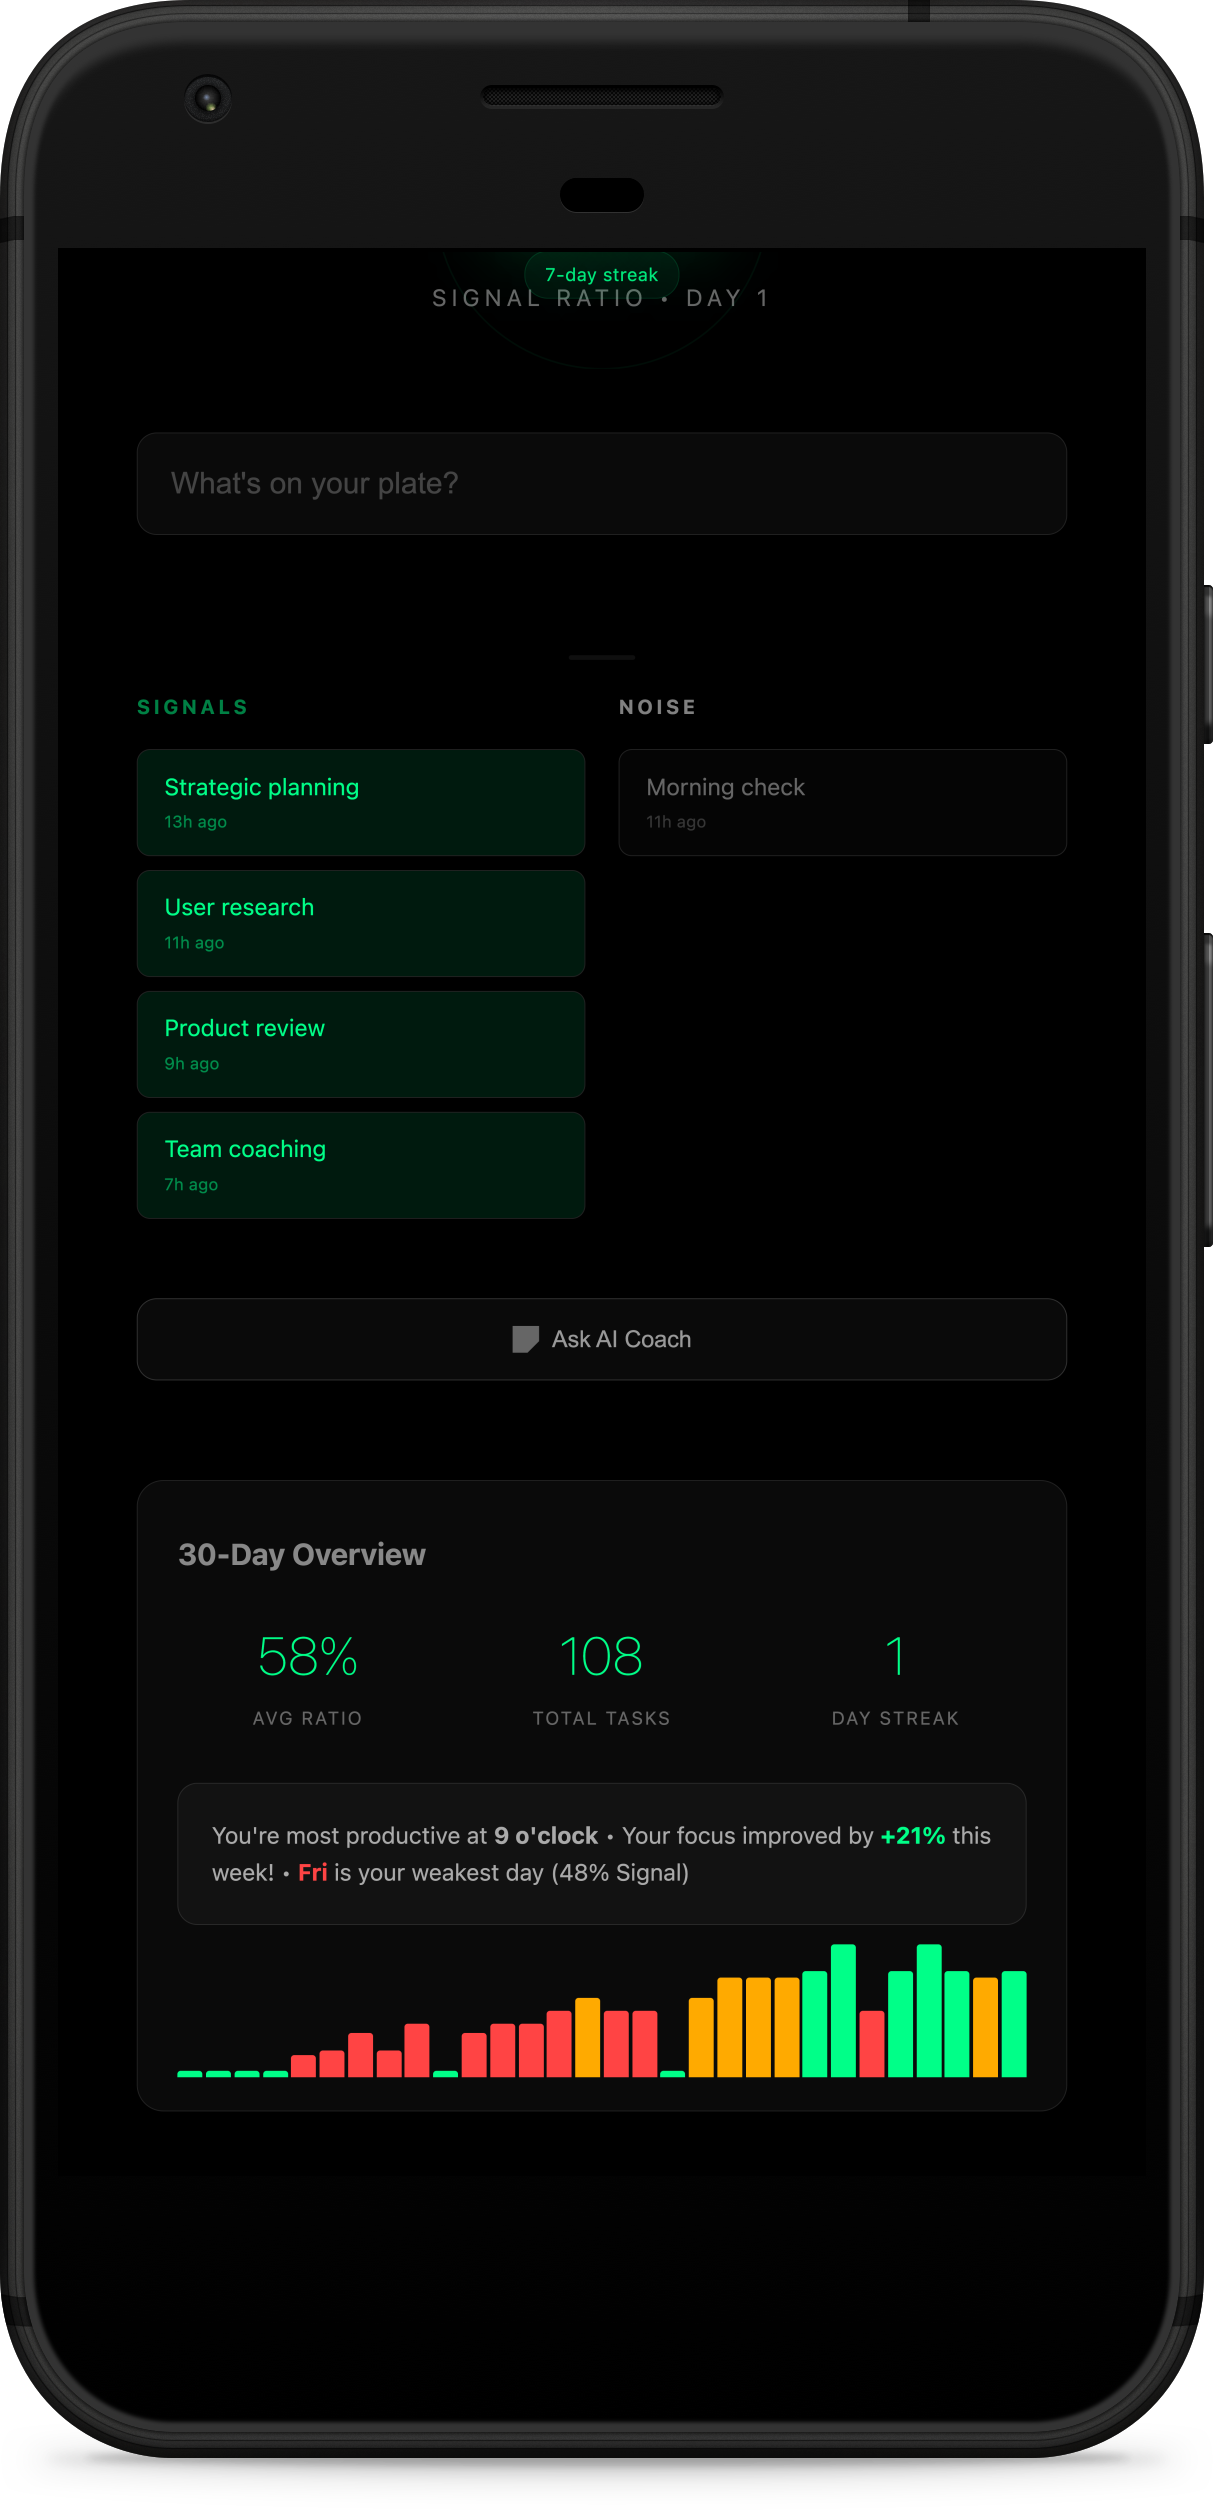 7-day streak
SIGNAL RATIO • DAY 1
What's on your plate?
SIGNALS
NOISE
Strategic planning
13h ago
Morning check
11h ago
User research
11h ago
Product review
9h ago
Team coaching
7h ago
Ask AI Coach
30-Day Overview
58%
108
1
AVG RATIO
TOTAL TASKS
DAY STREAK
You're most productive at 9 o'clock • Your focus improved by +21% this
week! • Fri is your weakest day (48% Signal)